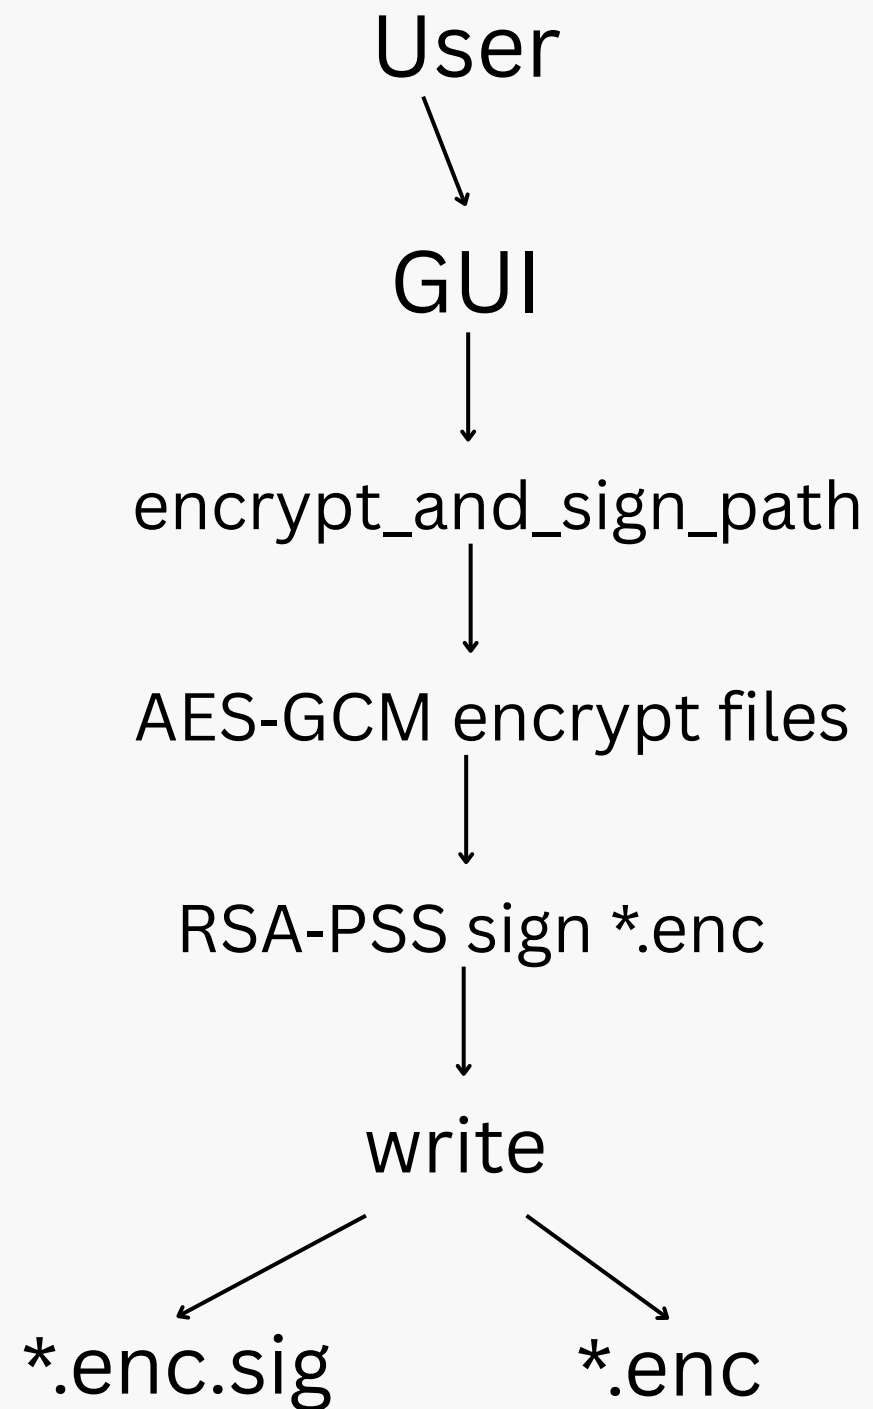 User
GUI
encrypt_and_sign_path
AES-GCM encrypt files
RSA-PSS sign *.enc
write
*.enc.sig
*.enc